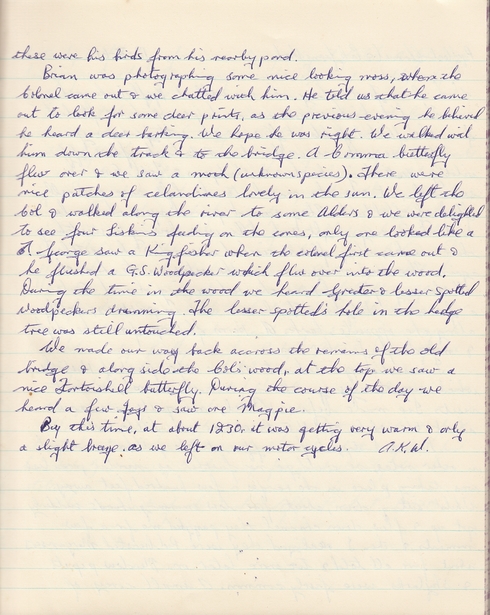 these were his birds from his nearby pond.
Brian was photographing some nice looking moss, when the
Colonel came out & we chatted with him. He told us that he came
out to look for some deer prints, as the previous evening he believed
he heard a deer barking. We hope he was right. We walked with
him down the track & to the bridge. A Comma butterfly
flew over & we saw a moth (unknown species). There were
nice patches of celandines lovely in the sun. We left the
Col & walked along the river to some Alders & we were delighted
to see four Siskins feeding on the cones, only one looked like a
♂. George saw a Kingfisher when the colonel first came out &
he flushed a G.S. Woodpecker which flew over into the wood.
During the time in the wood we heard Greater & lesser Spotted
Woodpeckers drumming. The lesser spotted's hole in the hedge
tree was still untouched.
We made our way back accross the remains of the old
bridge & along side the Col's wood, at the top we saw a
nice Tortoishell butterfly. During the course of the day we
heard a few Jays & saw one Magpie.
By this time, at about 1230, it was getting very warm & only
a slight breeze, as we left on our motor cycles. A.K.W.